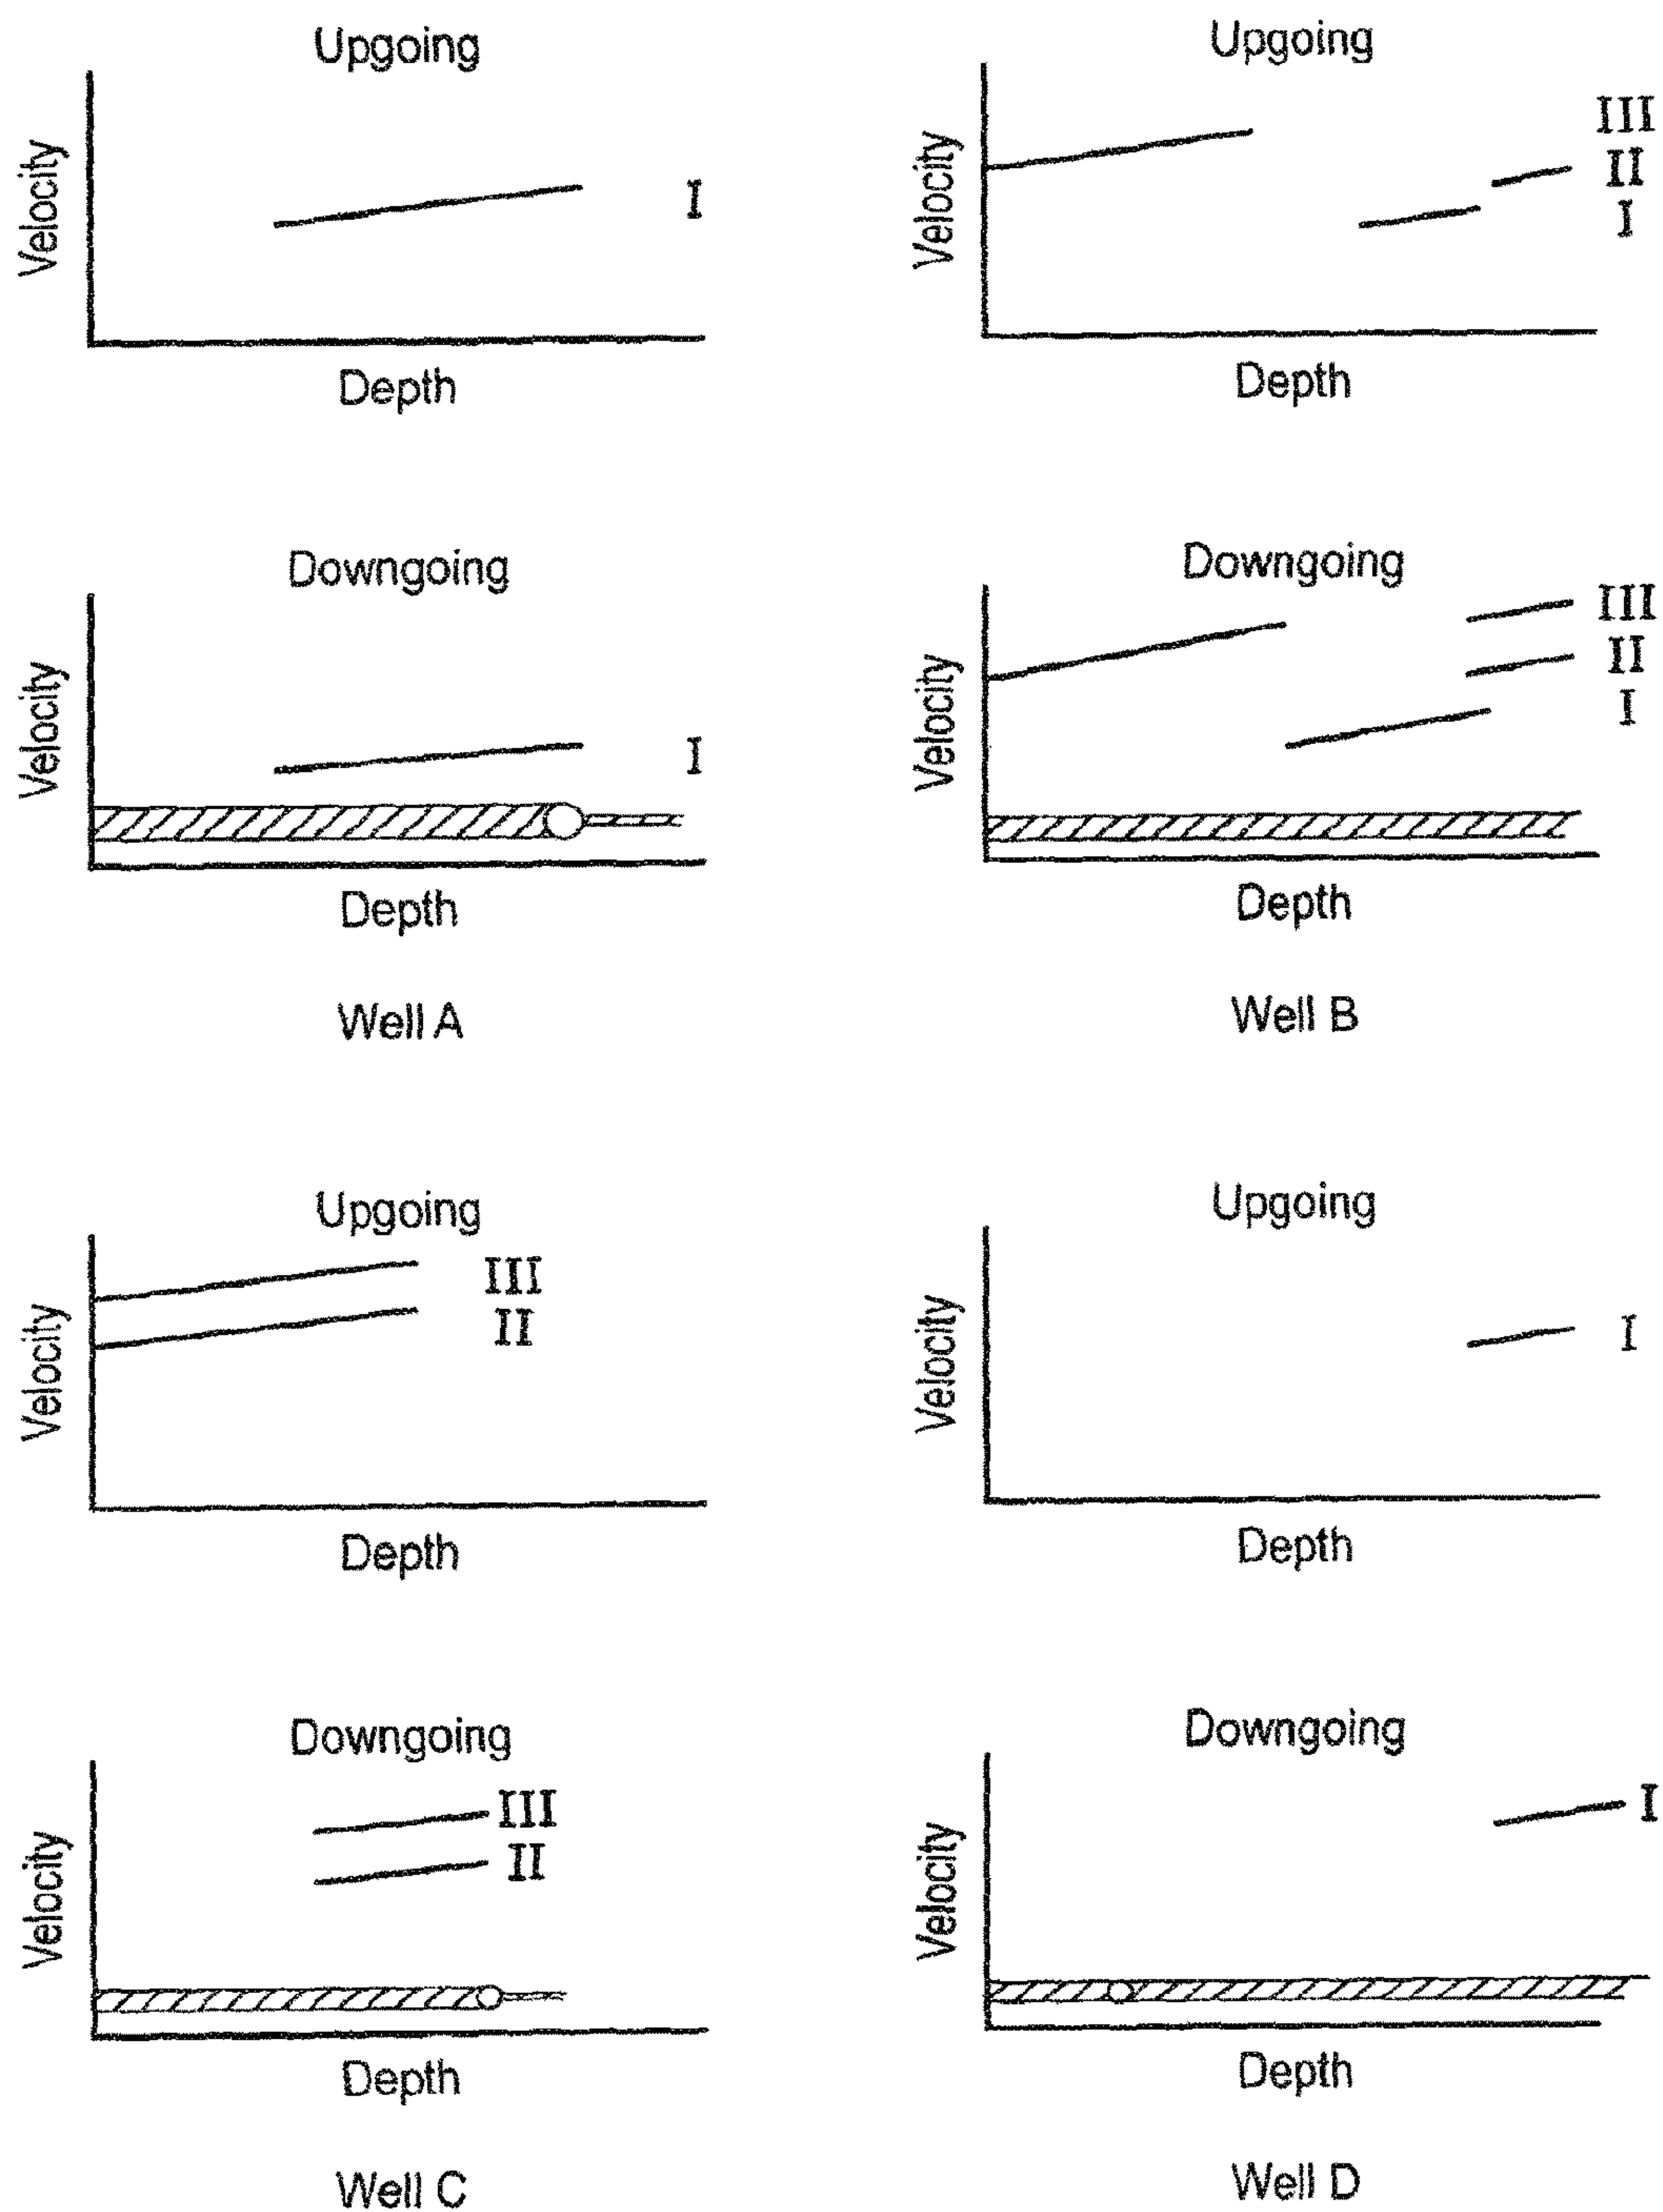 Upgoing
Velocity
I
Depth
Upgoing
Velocity
III
II
I
Depth
Downgoing
Velocity
I
Depth
Well A
Downgoing
Velocity
III
II
I
Depth
Well B
Upgoing
Velocity
III
II
Depth
Upgoing
Velocity
I
Depth
Downgoing
Velocity
III
II
Depth
Well C
Downgoing
Velocity
I
Depth
Well D